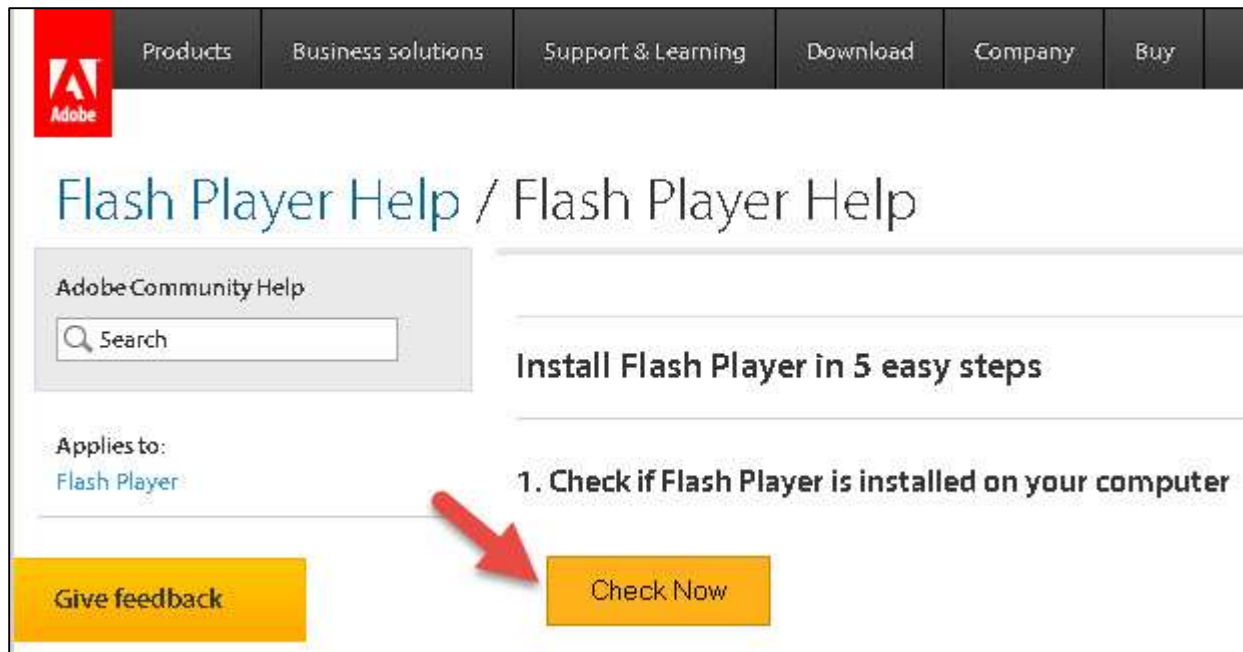 Products Business solutions Support & Learning Download Company Buy
Adobe
Flash Player Help / Flash Player Help
Adobe Community Help
Search
Install Flash Player in 5 easy steps
Applies to:
Flash Player
1. Check if Flash Player is installed on your computer
Give feedback
Check Now